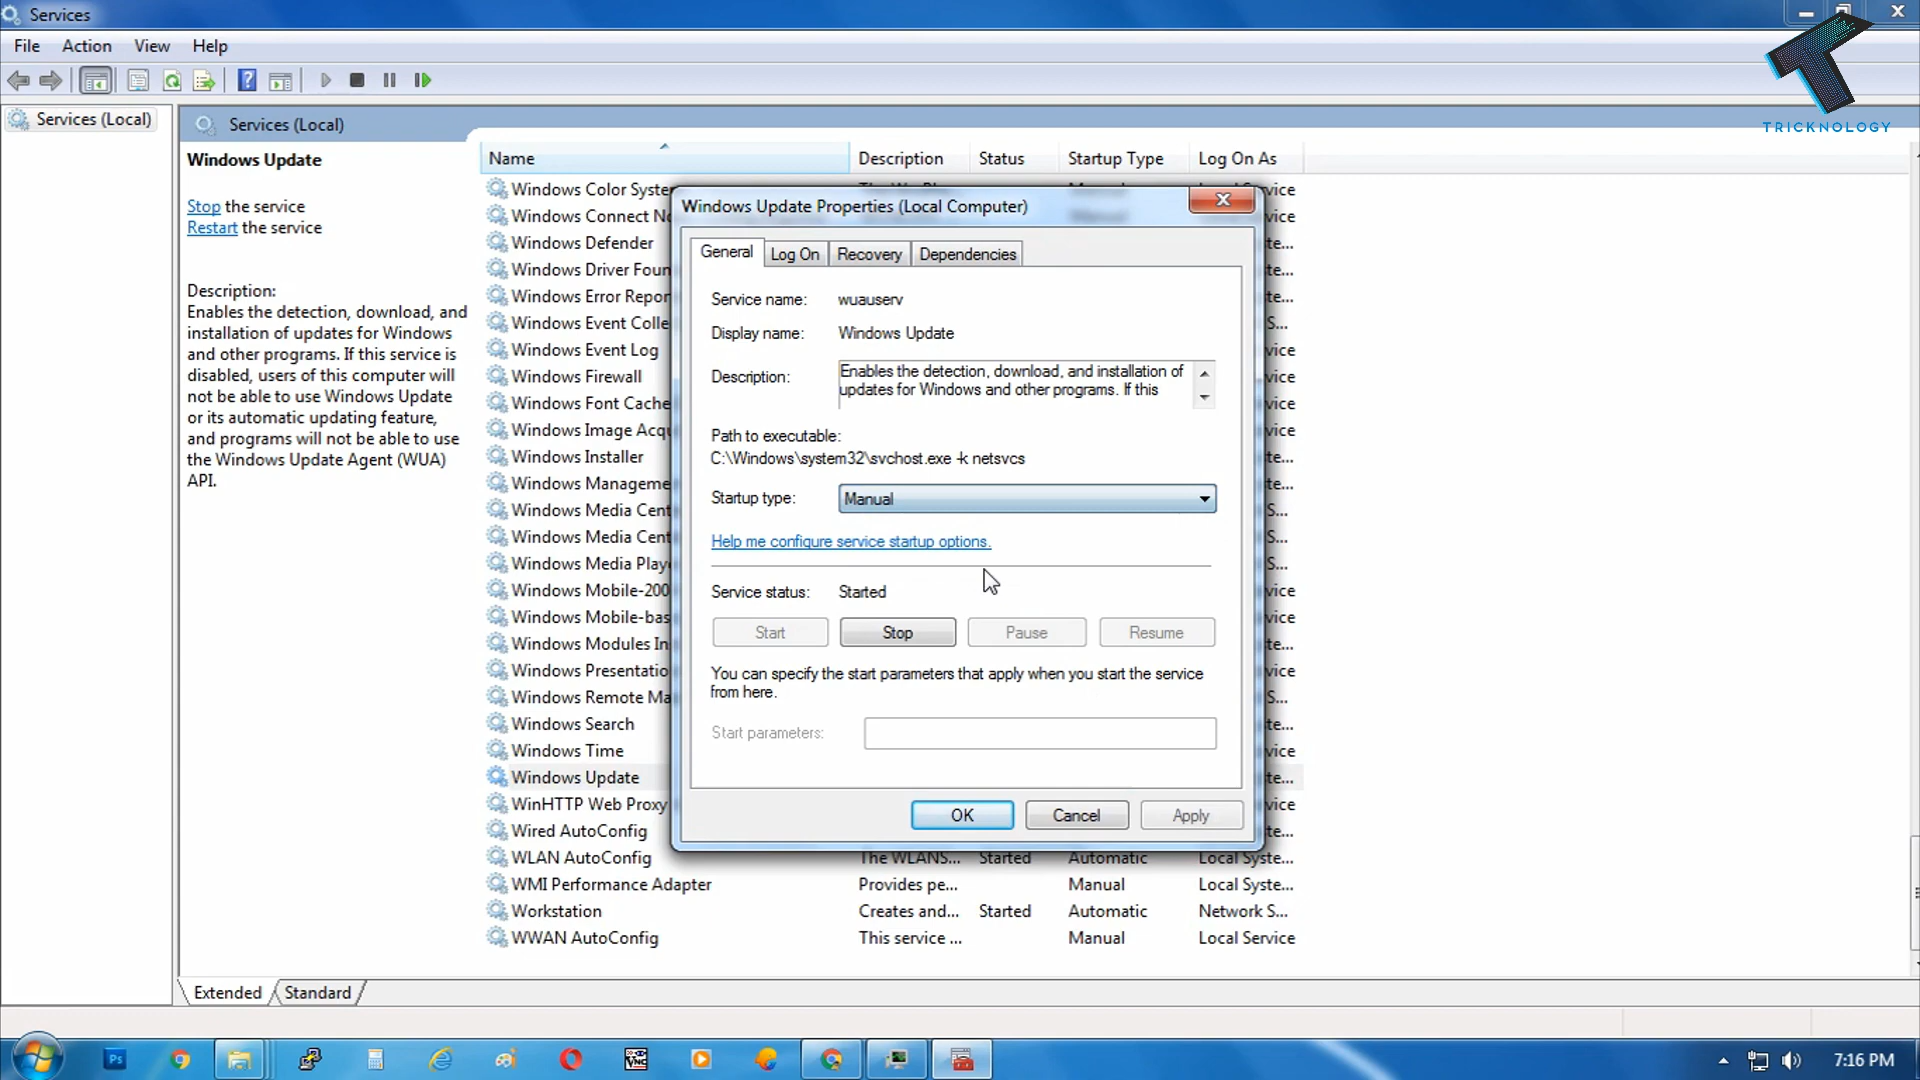 Services
File Action View Help
Services (Local)
Services (Local)
TRICKNOLOGY
Windows Update
Stop the service
Restart the service
Description:
Enables the detection, download, and
installation of updates for Windows
and other programs. If this service is
disabled, users of this computer will
not be able to use Windows Update
or its automatic updating feature,
and programs will not be able to use
the Windows Update Agent (WUA)
API.
Name Description Status Startup Type Log On As
Windows Color Syste
Windows Connect N
Windows Defender
Windows Driver Foun
Windows Error Repor
Windows Event Colle
Windows Event Log
Windows Firewall
Windows Font Cache
Windows Image Acqu
Windows Installer
Windows Manageme
Windows Media Cent
Windows Media Cent
Windows Media Playe
Windows Mobile-200
Windows Mobile-bas
Windows Modules In
Windows Presentatio
Windows Remote Ma
Windows Search
Windows Time
Windows Update
WinHTTP Web Proxy
Wired AutoConfig
WLAN AutoConfig The WLANS... Started Automatic Local Syste...
WMI Performance Adapter Provides pe... Manual Local Syste...
Workstation Creates and... Started Automatic Network S...
WWAN AutoConfig This service ... Manual Local Service
Windows Update Properties (Local Computer)
General Log On Recovery Dependencies
Service name: wuauserv
Display name: Windows Update
Description: Enables the detection, download, and installation of
updates for Windows and other programs. If this
Path to executable:
C:\Windows\system32\svchost.exe -k netsvcs
Startup type: Manual
Help me configure service startup options.
Service status: Started
Start Stop Pause Resume
You can specify the start parameters that apply when you start the service
from here.
Start parameters:
OK Cancel Apply
Extended Standard
Ps
VNC
7:16 PM